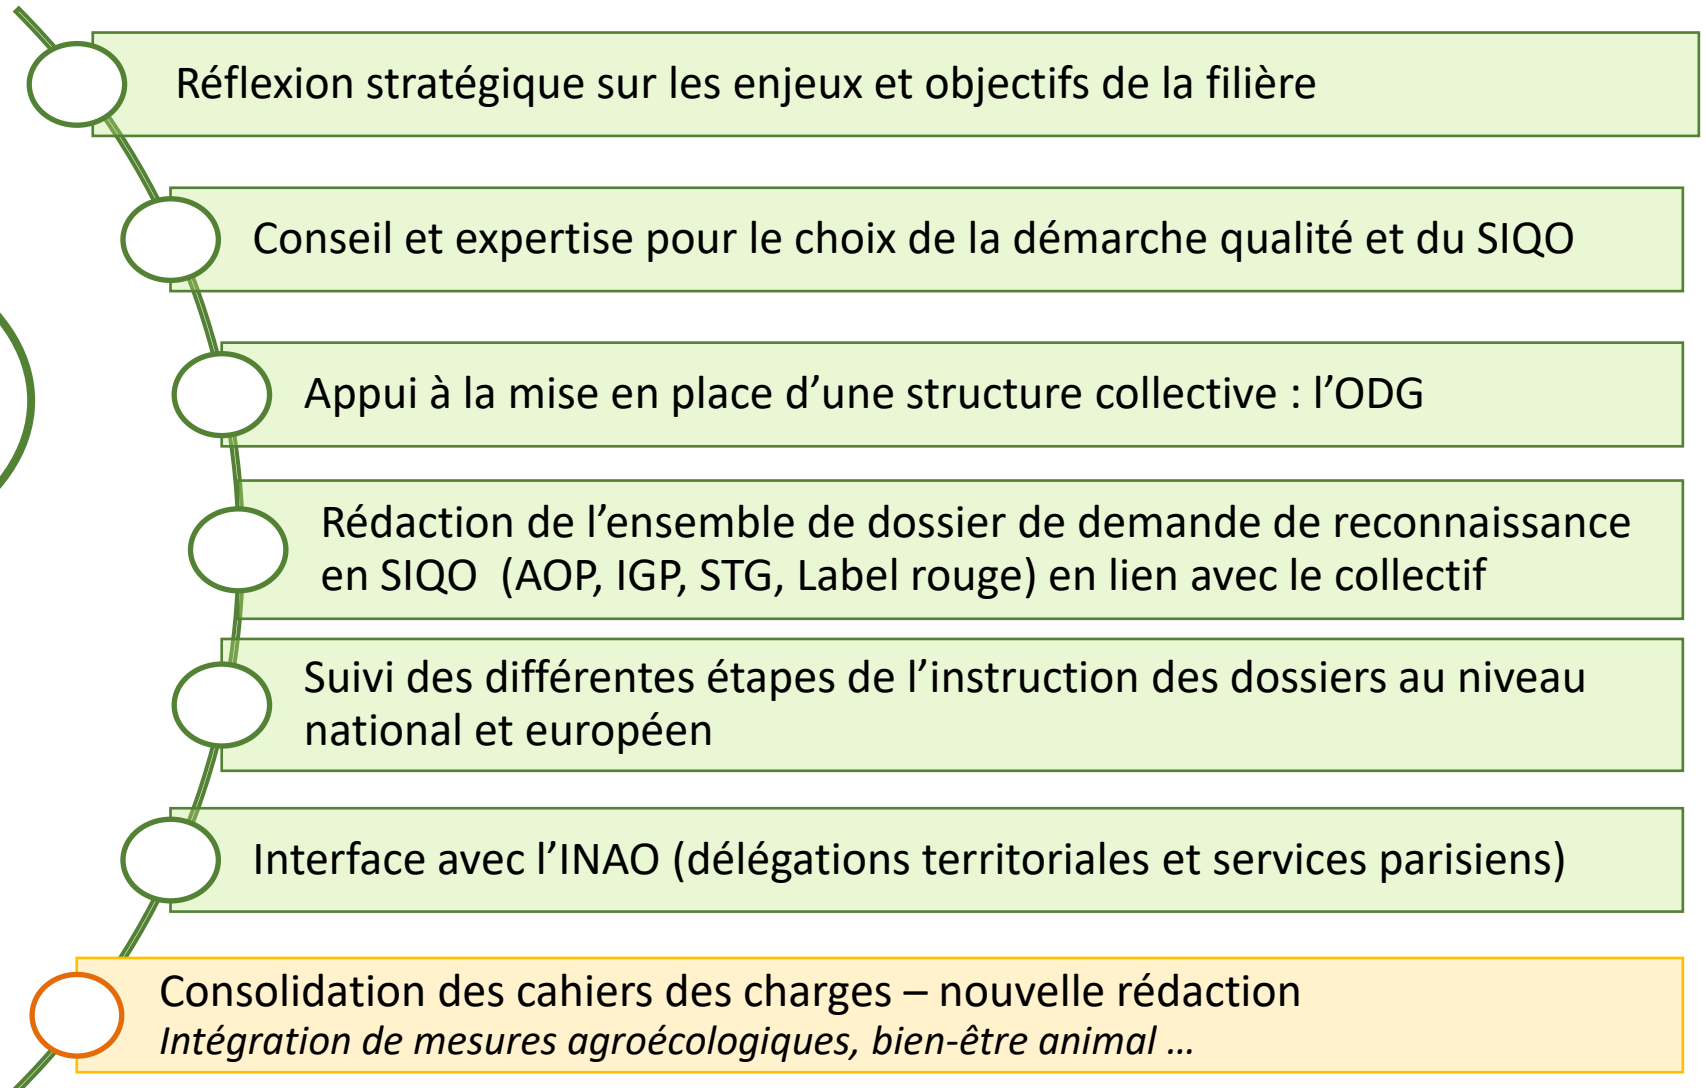 Réflexion stratégique sur les enjeux et objectifs de la filière
Conseil et expertise pour le choix de la démarche qualité et du SIQO
Appui à la mise en place d’une structure collective : l’ODG
Rédaction de l’ensemble de dossier de demande de reconnaissance
en SIQO (AOP, IGP, STG, Label rouge) en lien avec le collectif
Suivi des différentes étapes de l’instruction des dossiers au niveau
national et européen
Interface avec l’INAO (délégations territoriales et services parisiens)
Consolidation des cahiers des charges – nouvelle rédaction
Intégration de mesures agroécologiques, bien-être animal …